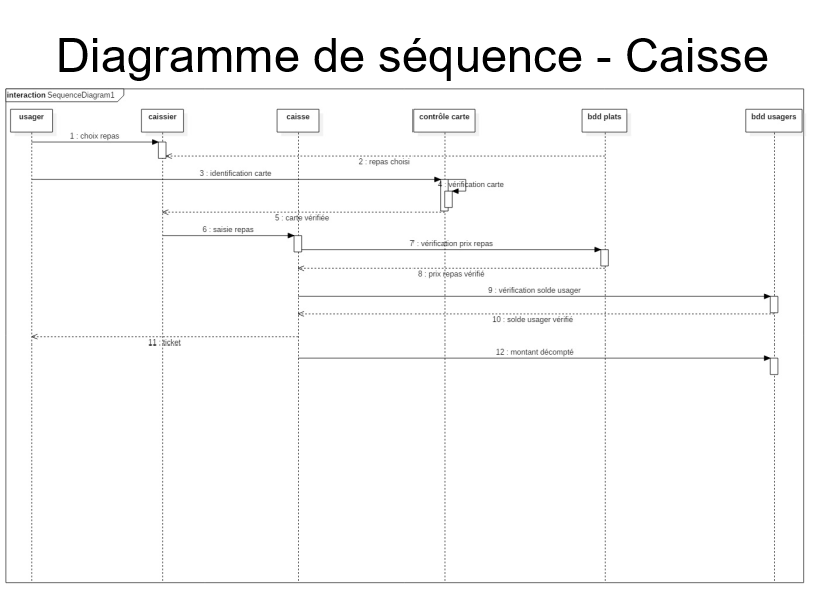 Diagramme de séquence - Caisse
interaction SequenceDiagram1
usager
caissier
caisse
contrôle carte
bdd plats
bdd usagers
1 : choix repas
2 : repas choisi
3 : identification carte
4 : vérification carte
5 : carte vérifiée
6 : saisie repas
7 : vérification prix repas
8 : prix repas vérifié
9 : vérification solde usager
10 : solde usager vérifié
11 : ticket
12 : montant décompté